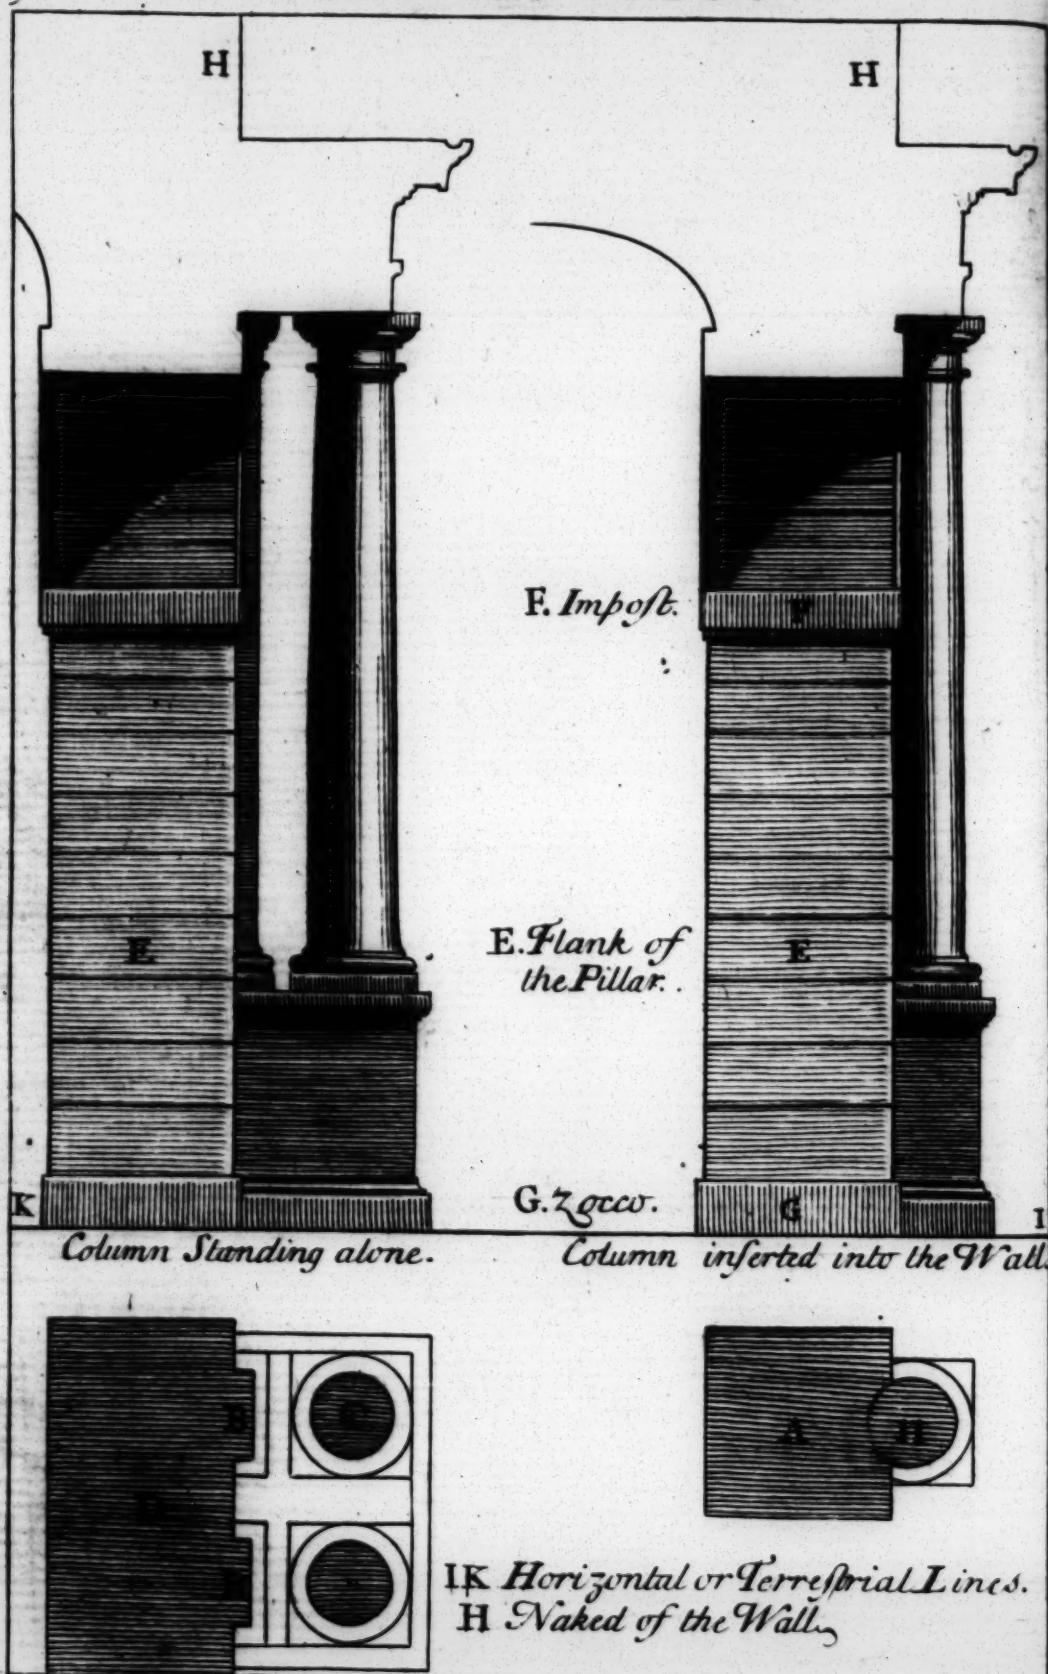 H
H
F. Impoſt.
F
E
E. Flank of
the Pillar.
E
K
G. Zocco.
G
I
Column Standing alone.
Column inſerted into the Wall.
B
C
D
A
H
IK Horizontal or Terreſtrial Lines.
H Naked of the Wall